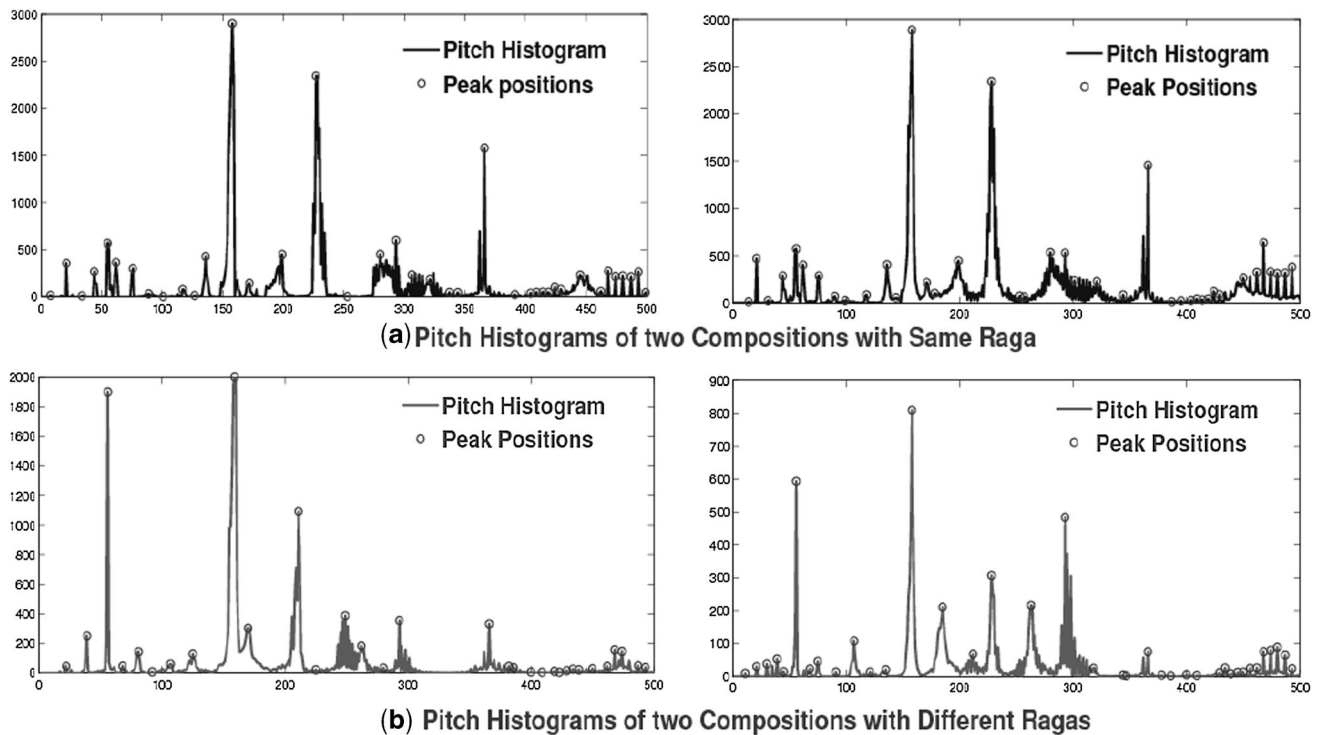 3000
2500
2000
1500
1000
500
0
0 50 100 150 200 250 300 350 400 450 500
Pitch Histogram
Peak positions
3000
2500
2000
1500
1000
500
0
0 100 200 300 400 500
Pitch Histogram
Peak Positions
(a) Pitch Histograms of two Compositions with Same Raga
2000
1800
1600
1400
1200
1000
800
600
400
200
0
0 100 200 300 400 500
Pitch Histogram
Peak Positions
900
800
700
600
500
400
300
200
100
0
0 100 200 300 400 500
Pitch Histogram
Peak Positions
(b) Pitch Histograms of two Compositions with Different Ragas